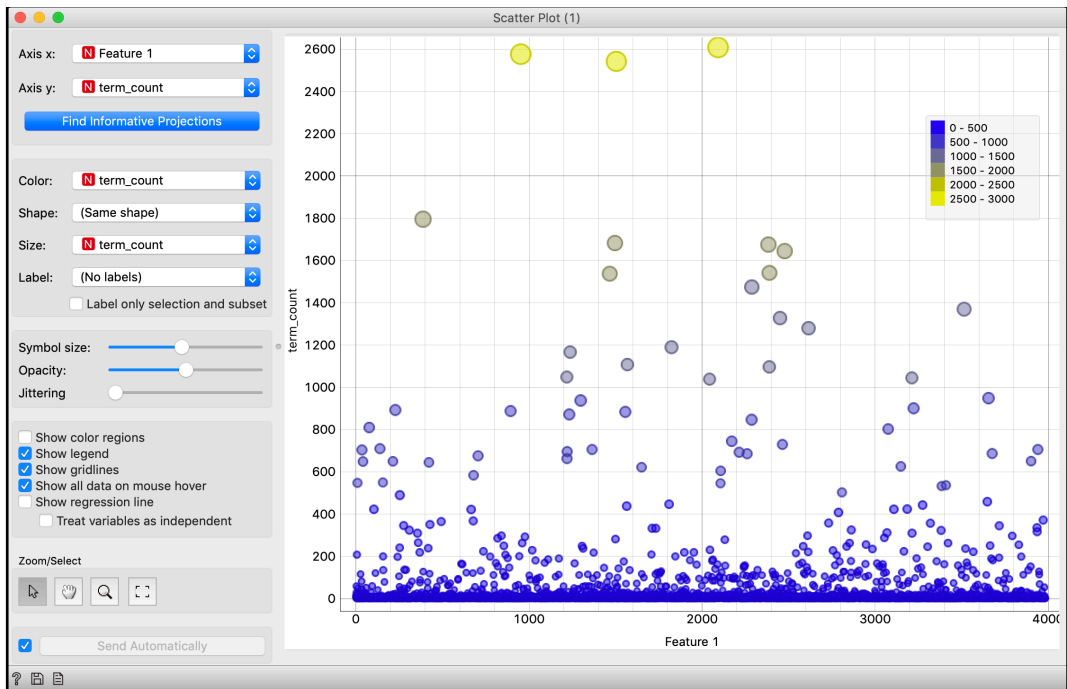 Scatter Plot (1)
Axis x: N Feature 1
Axis y: N term_count
Find Informative Projections
Color: N term_count
Shape: (Same shape)
Size: N term_count
Label: (No labels)
Label only selection and subset
Symbol size:
Opacity:
Jittering
Show color regions
Show legend
Show gridlines
Show all data on mouse hover
Show regression line
Treat variables as independent
Zoom/Select
Send Automatically
?
term_count
2600
2400
2200
2000
1800
1600
1400
1200
1000
800
600
400
200
0
0 - 500
500 - 1000
1000 - 1500
1500 - 2000
2000 - 2500
2500 - 3000
0 1000 2000 3000 400
Feature 1